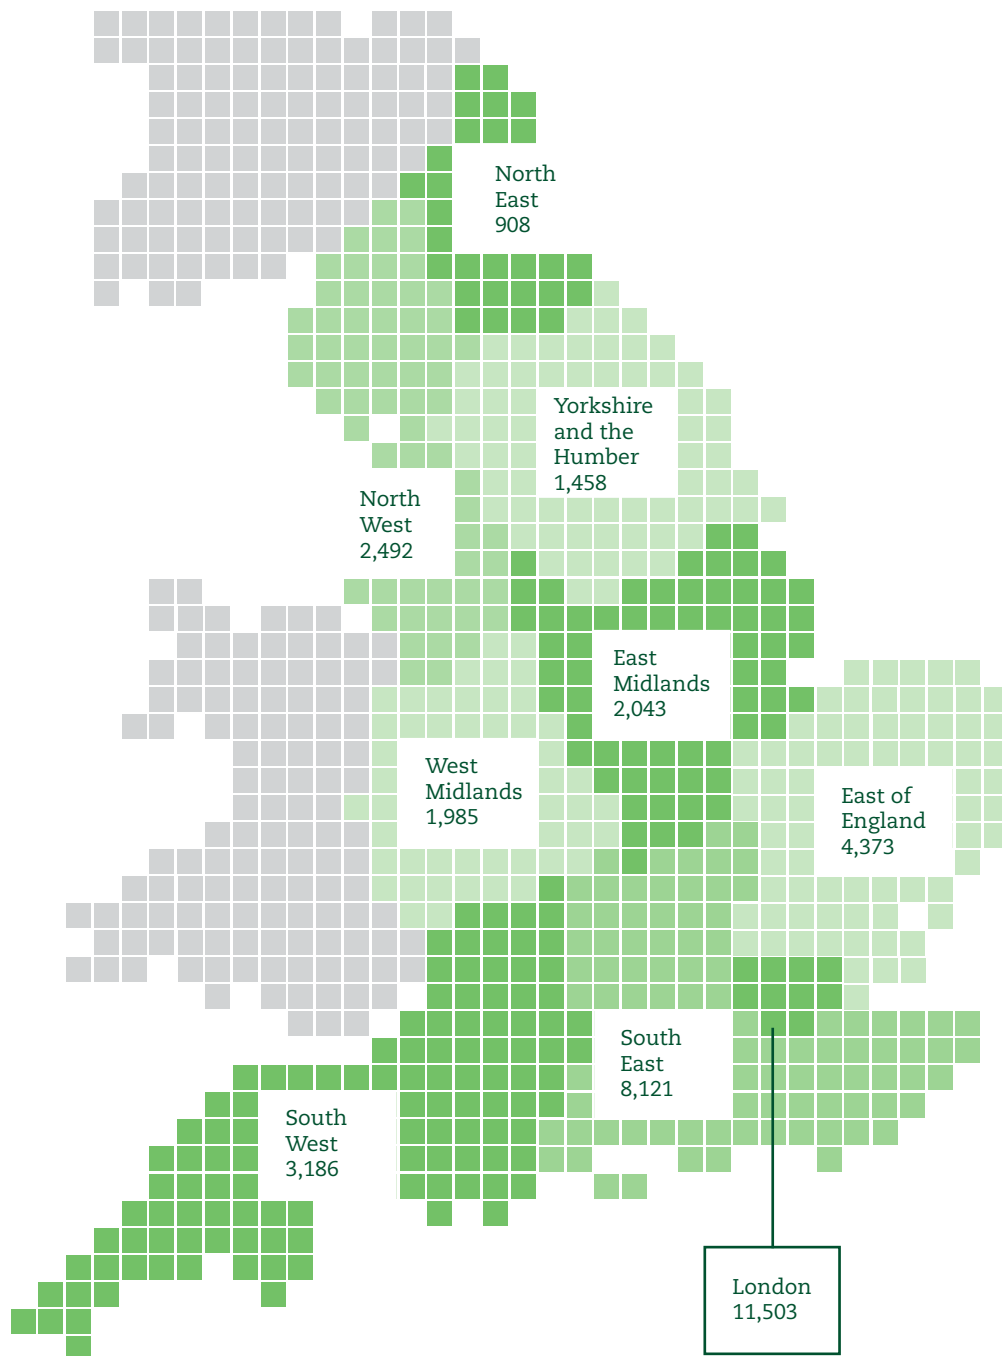 North
East
908
Yorkshire
and the
Humber
1,458
North
West
2,492
East
Midlands
2,043
West
Midlands
1,985
East of
England
4,373
South
East
8,121
South
West
3,186
London
11,503